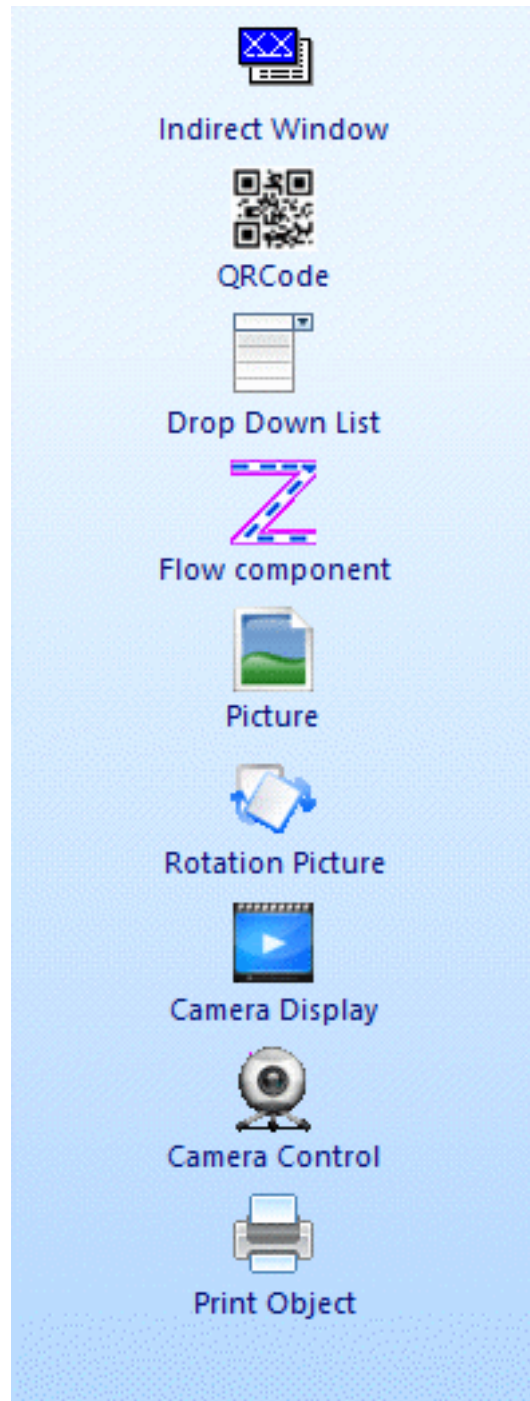 Indirect Window
QRCode
Drop Down List
Flow component
Picture
Rotation Picture
Camera Display
Camera Control
Print Object